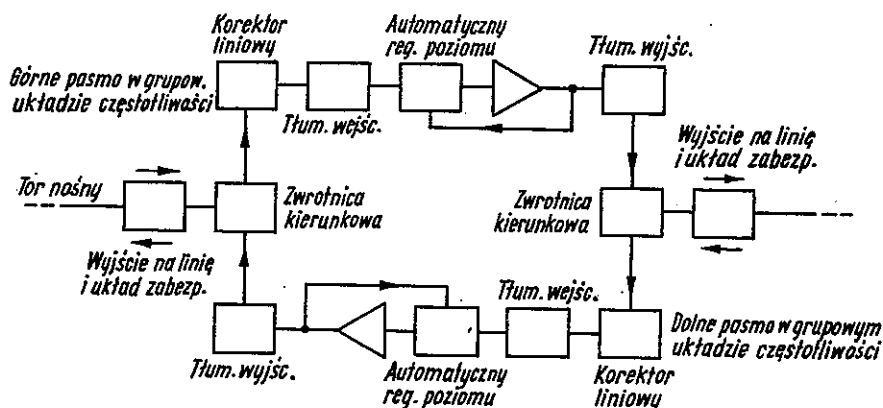 Korektor
liniowy
Automatyczny
reg. poziomu
Tłum. wyjśc.
Górne pasmo w grupow.
układzie częstotliwości
Tłum. wejśc.
Wyjście na linię
i układ zabezp.
Tor nośny
Zwrotnica
kierunkowa
Zwrotnica
kierunkowa
Wyjście na linię
i układ zabezp.
Tłum. wejśc.
Dolne pasmo w grupowym
układzie częstotliwości
Tłum. wyjśc.
Automatyczny
reg. poziomu
Korektor
liniowy